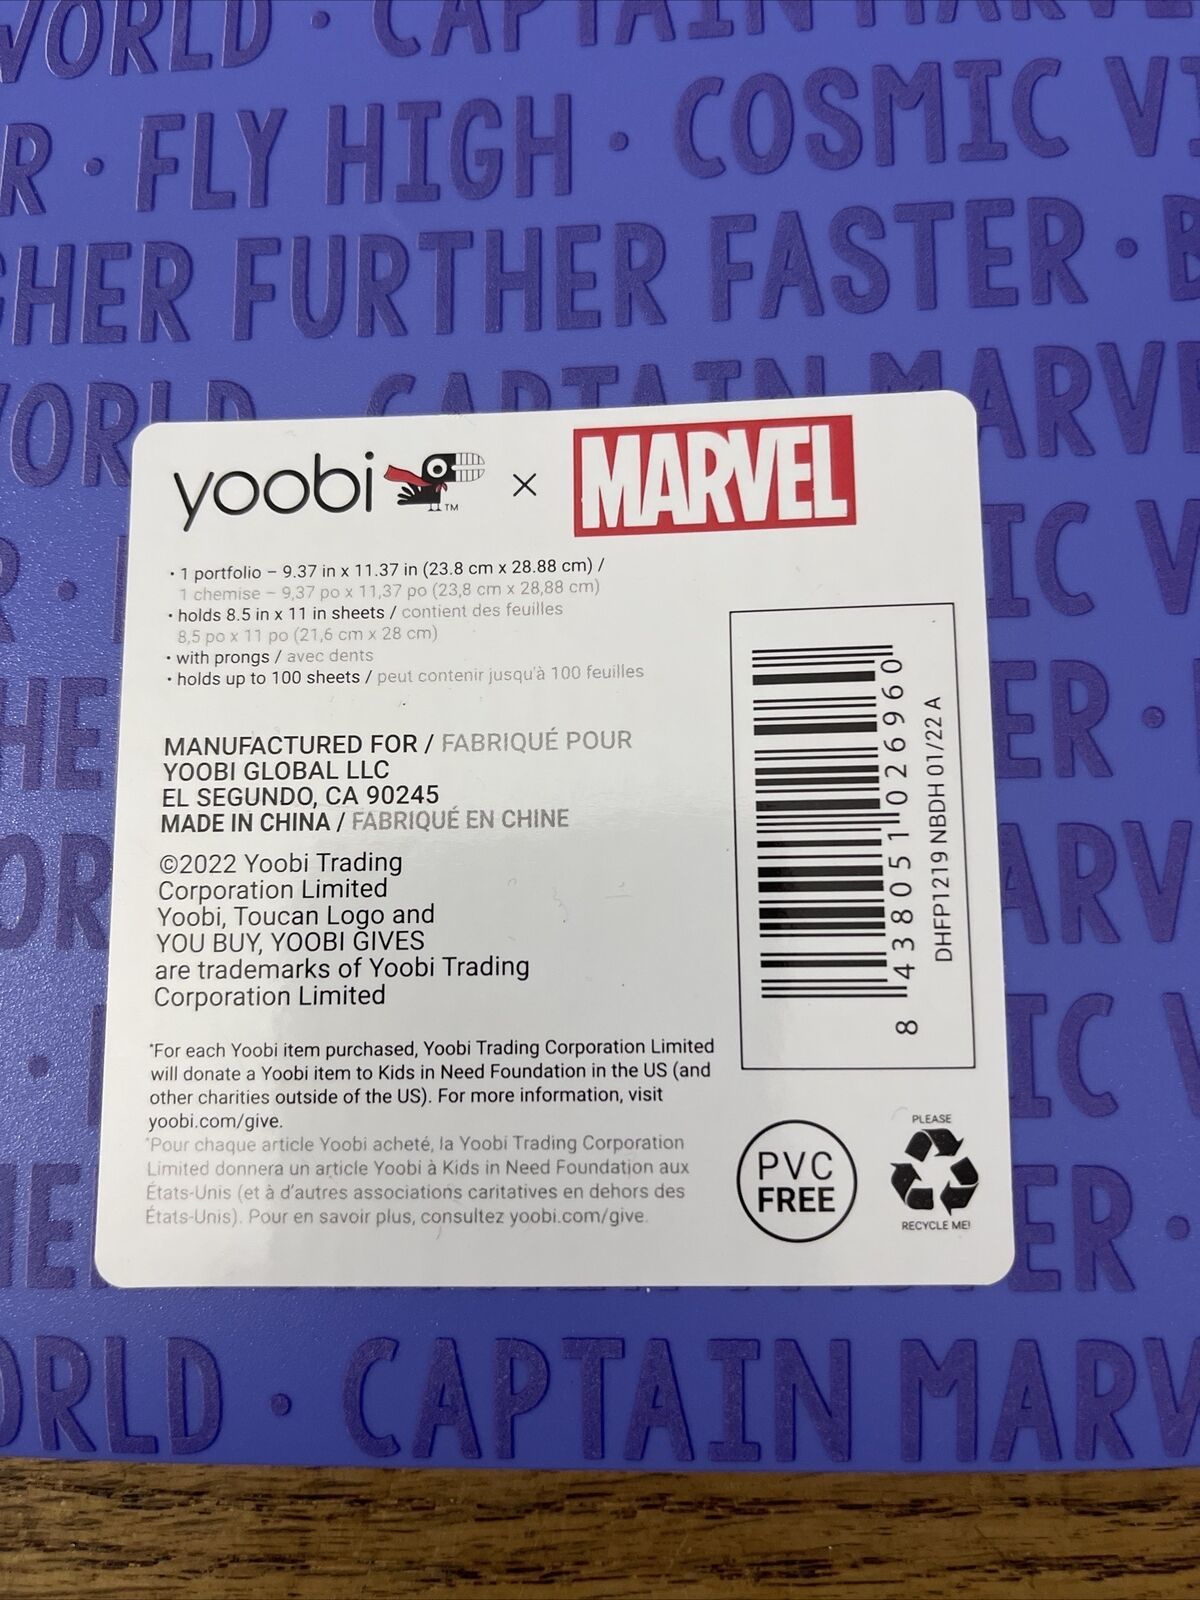 WORLD · CAPTAIN MARVEL
R · FLY HIGH · COSMIC VI
GHER FURTHER FASTER · B
WORLD CAPTAIN MARVE
yoobi ™ × MARVEL
• 1 portfolio – 9.37 in x 11.37 in (23.8 cm x 28.88 cm) /
1 chemise – 9,37 po x 11,37 po (23,8 cm x 28,88 cm)
• holds 8.5 in x 11 in sheets / contient des feuilles
8,5 po x 11 po (21,6 cm x 28 cm)
• with prongs / avec dents
• holds up to 100 sheets / peut contenir jusqu'à 100 feuilles
MANUFACTURED FOR / FABRIQUÉ POUR
YOOBI GLOBAL LLC
EL SEGUNDO, CA 90245
MADE IN CHINA / FABRIQUÉ EN CHINE
©2022 Yoobi Trading
Corporation Limited
Yoobi, Toucan Logo and
YOU BUY, YOOBI GIVES
are trademarks of Yoobi Trading
Corporation Limited
*For each Yoobi item purchased, Yoobi Trading Corporation Limited
will donate a Yoobi item to Kids in Need Foundation in the US (and
other charities outside of the US). For more information, visit
yoobi.com/give.
*Pour chaque article Yoobi acheté, la Yoobi Trading Corporation
Limited donnera un article Yoobi à Kids in Need Foundation aux
États-Unis (et à d'autres associations caritatives en dehors des
États-Unis). Pour en savoir plus, consultez yoobi.com/give.
8 43805 10269 6 0
DHFP1219 NBDH 01/22 A
PVC
FREE
PLEASE
RECYCLE ME!
ORLD · CAPTAIN MARV